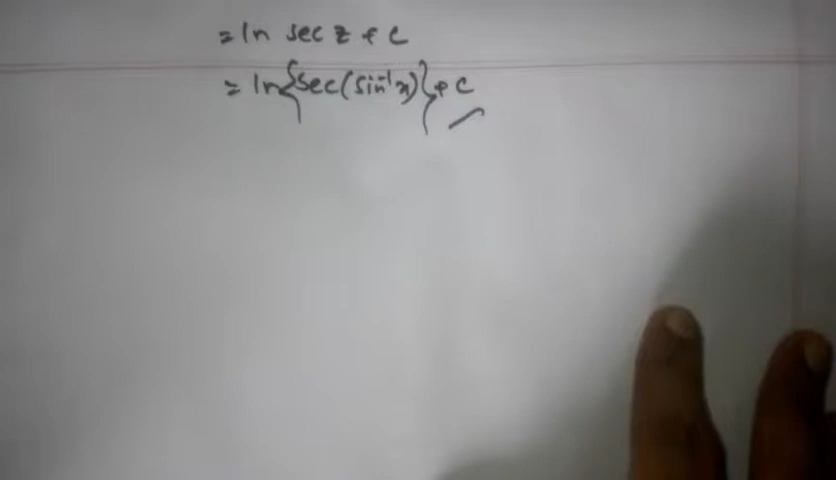 = ln sec z + c
= ln{sec(sin⁻¹x)} + c